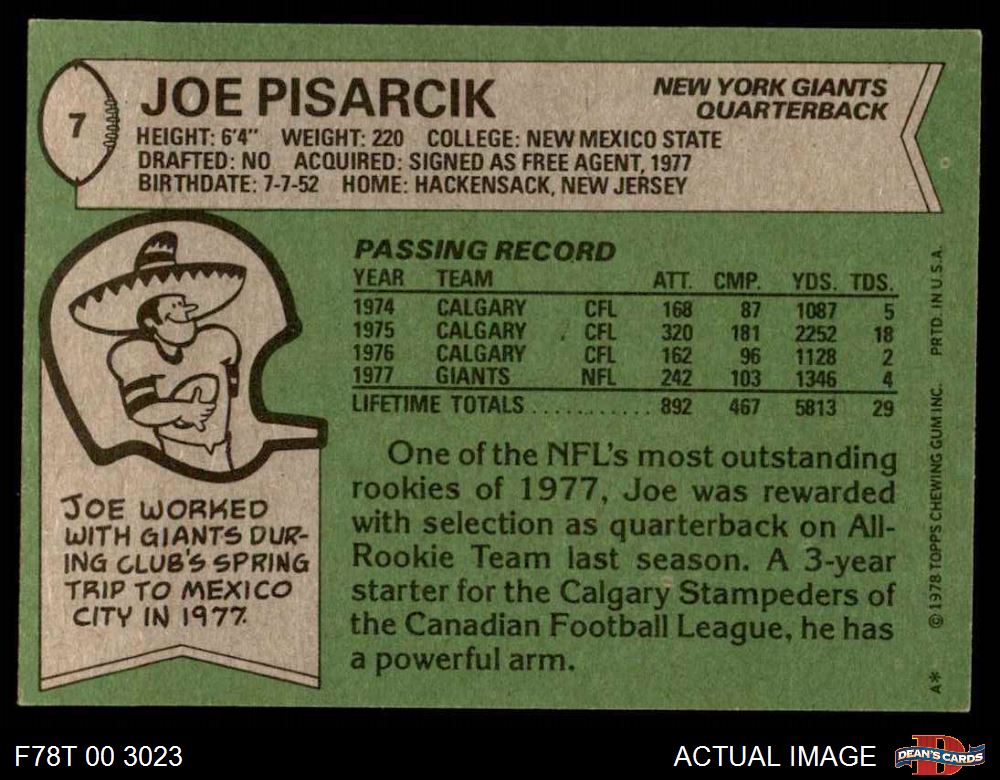 7
JOE PISARCIK
NEW YORK GIANTS
QUARTERBACK
HEIGHT: 6'4" WEIGHT: 220 COLLEGE: NEW MEXICO STATE
DRAFTED: NO ACQUIRED: SIGNED AS FREE AGENT, 1977
BIRTHDATE: 7-7-52 HOME: HACKENSACK, NEW JERSEY
PASSING RECORD
YEAR TEAM ATT. CMP. YDS. TDS.
1974 CALGARY CFL 168 87 1087 5
1975 CALGARY CFL 320 181 2252 18
1976 CALGARY CFL 162 96 1128 2
1977 GIANTS NFL 242 103 1346 4
LIFETIME TOTALS ............ 892 467 5813 29
JOE WORKED
WITH GIANTS DUR-
ING CLUB'S SPRING
TRIP TO MEXICO
CITY IN 1977.
One of the NFL's most outstanding
rookies of 1977, Joe was rewarded
with selection as quarterback on All-
Rookie Team last season. A 3-year
starter for the Calgary Stampeders of
the Canadian Football League, he has
a powerful arm.
A* © 1978 TOPPS CHEWING GUM INC. PRTD. IN U.S.A.
F78T 00 3023
ACTUAL IMAGE
D
DEAN'S CARDS